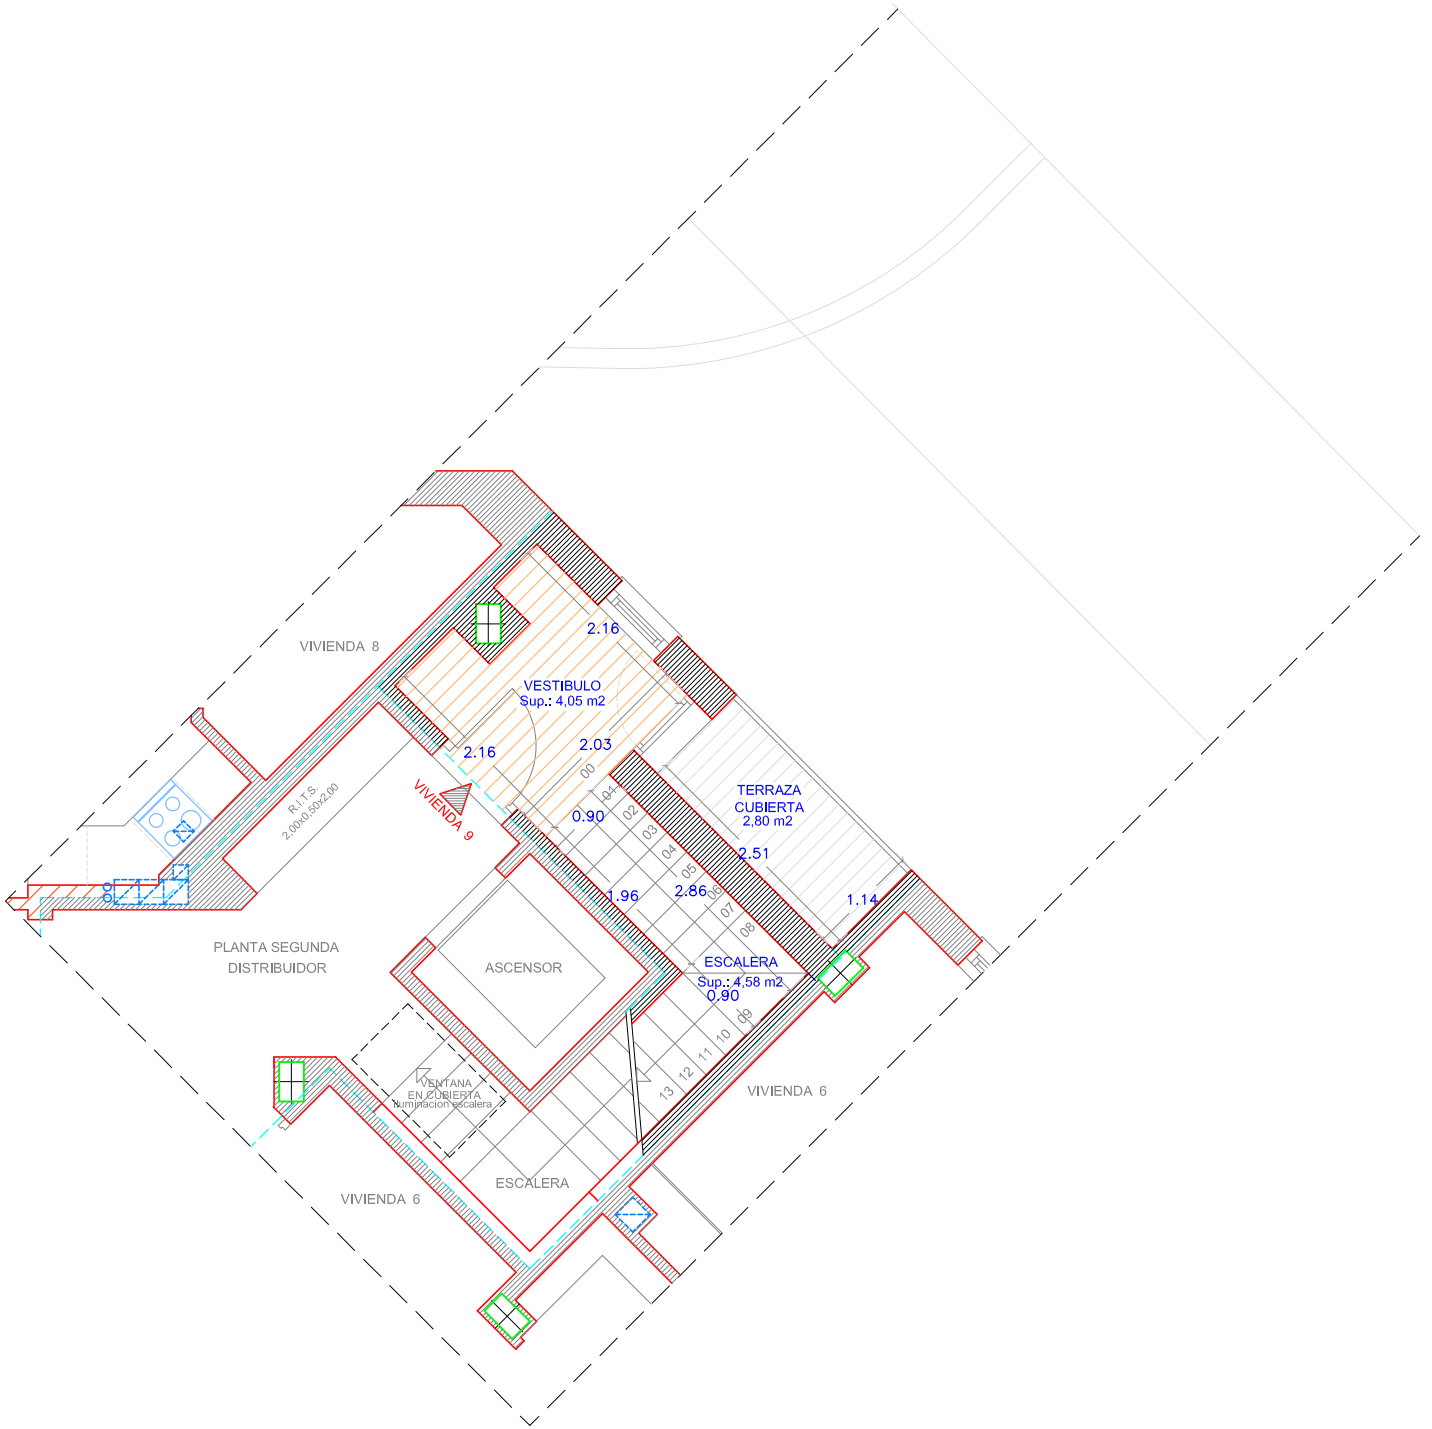 VIVIENDA 8
2.16
VESTIBULO
Sup.: 4,05 m2
2.16
2.03
VIVIENDA 9
R.I.T.S.
2,00x0,50x2,00
00
01
02
03
04
05
06
07
08
09
10
11
12
13
0.90
TERRAZA
CUBIERTA
2,80 m2
2.51
1.14
1.96
2.86
PLANTA SEGUNDA
DISTRIBUIDOR
ASCENSOR
ESCALERA
Sup.: 4,58 m2
0.90
VENTANA
EN CUBIERTA
iluminacion escalera
VIVIENDA 6
ESCALERA
VIVIENDA 6